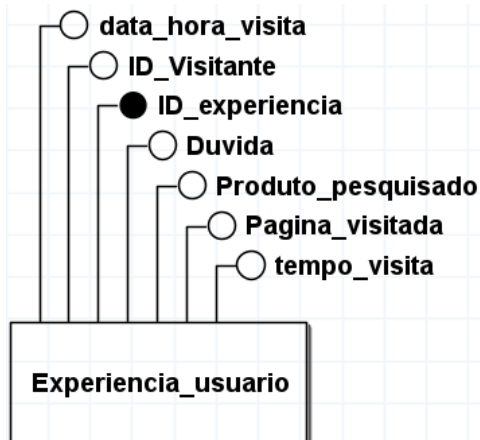 data_hora_visita
ID_Visitante
ID_experiencia
Duvida
Produto_pesquisado
Pagina_visitada
tempo_visita
Experiencia_usuario